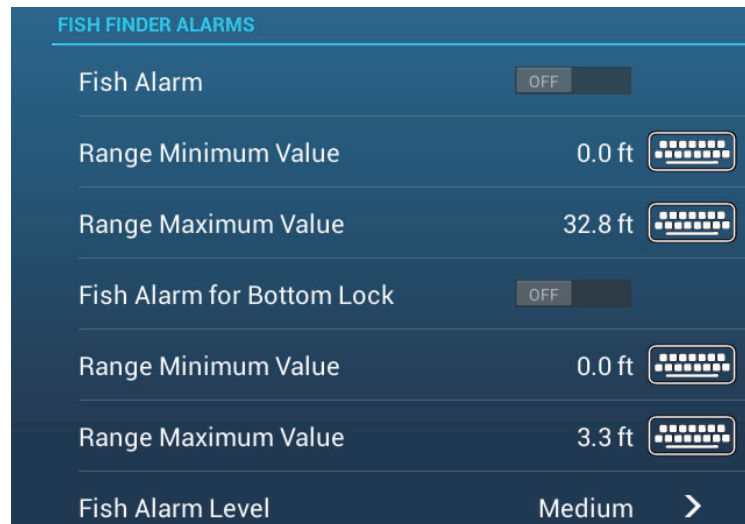 FISH FINDER ALARMS
Fish Alarm OFF
Range Minimum Value 0.0 ft
Range Maximum Value 32.8 ft
Fish Alarm for Bottom Lock OFF
Range Minimum Value 0.0 ft
Range Maximum Value 3.3 ft
Fish Alarm Level Medium